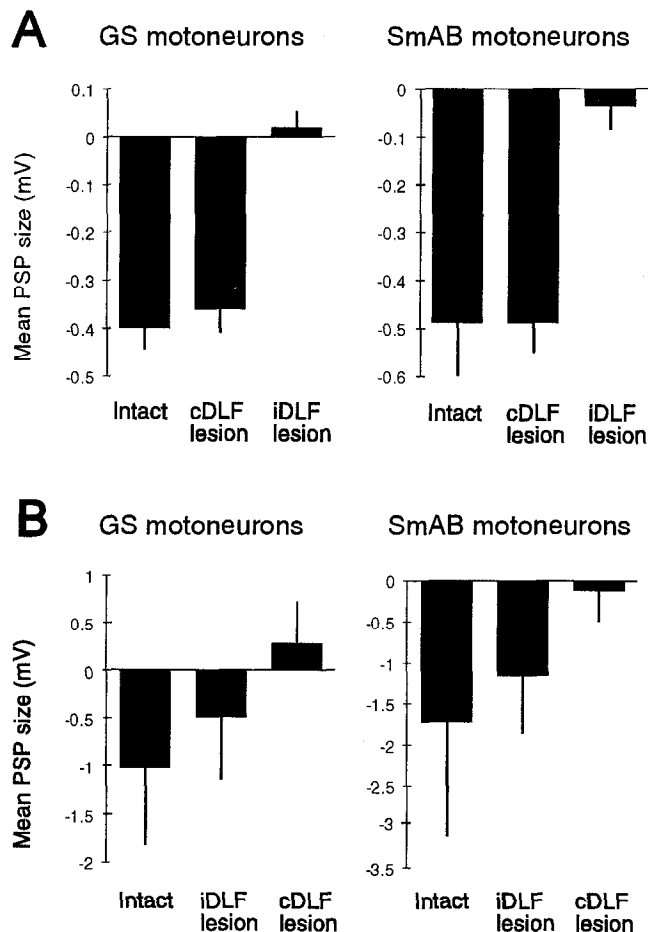 A
GS motoneurons
SmAB motoneurons
Mean PSP size (mV)
0.1
0
-0.1
-0.2
-0.3
-0.4
-0.5
Intact
cDLF lesion
iDLF lesion
0
-0.1
-0.2
-0.3
-0.4
-0.5
-0.6
Intact
cDLF lesion
iDLF lesion
B
GS motoneurons
SmAB motoneurons
Mean PSP size (mV)
1
0.5
0
-0.5
-1
-1.5
-2
Intact
iDLF lesion
cDLF lesion
0
-0.5
-1
-1.5
-2
-2.5
-3
-3.5
Intact
iDLF lesion
cDLF lesion